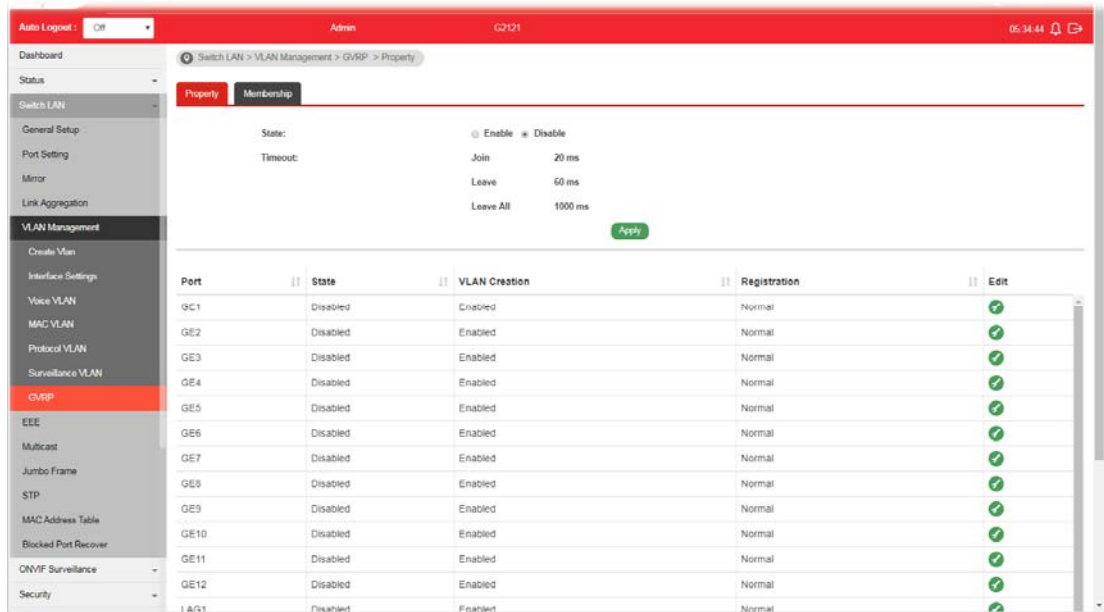 Auto Logout : Off Admin G2121 05:34:44
Dashboard
Status
Switch LAN
General Setup
Port Setting
Mirror
Link Aggregation
VLAN Management
Create Vlan
Interface Settings
Voice VLAN
MAC VLAN
Protocol VLAN
Surveillance VLAN
GVRP
EEE
Multicast
Jumbo Frame
STP
MAC Address Table
Blocked Port Recover
ONVIF Surveillance
Security
Switch LAN > VLAN Management > GVRP > Property
Property Membership
State: Enable Disable
Timeout: Join 20 ms
Leave 60 ms
Leave All 1000 ms
Apply
Port State VLAN Creation Registration Edit
GE1 Disabled Enabled Normal
GE2 Disabled Enabled Normal
GE3 Disabled Enabled Normal
GE4 Disabled Enabled Normal
GE5 Disabled Enabled Normal
GE6 Disabled Enabled Normal
GE7 Disabled Enabled Normal
GE8 Disabled Enabled Normal
GE9 Disabled Enabled Normal
GE10 Disabled Enabled Normal
GE11 Disabled Enabled Normal
GE12 Disabled Enabled Normal
LAG1 Disabled Enabled Normal